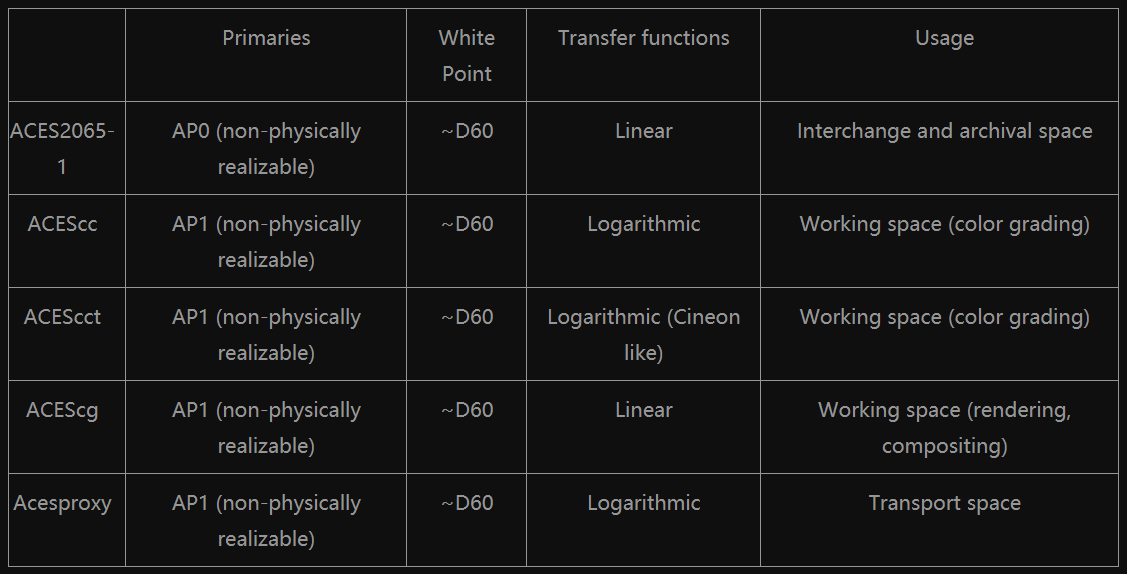 Primaries
White
Point
Transfer functions
Usage
ACES2065-
1
AP0 (non-physically
realizable)
~D60
Linear
Interchange and archival space
ACEScc
AP1 (non-physically
realizable)
~D60
Logarithmic
Working space (color grading)
ACEScct
AP1 (non-physically
realizable)
~D60
Logarithmic (Cineon
like)
Working space (color grading)
ACEScg
AP1 (non-physically
realizable)
~D60
Linear
Working space (rendering,
compositing)
Acesproxy
AP1 (non-physically
realizable)
~D60
Logarithmic
Transport space